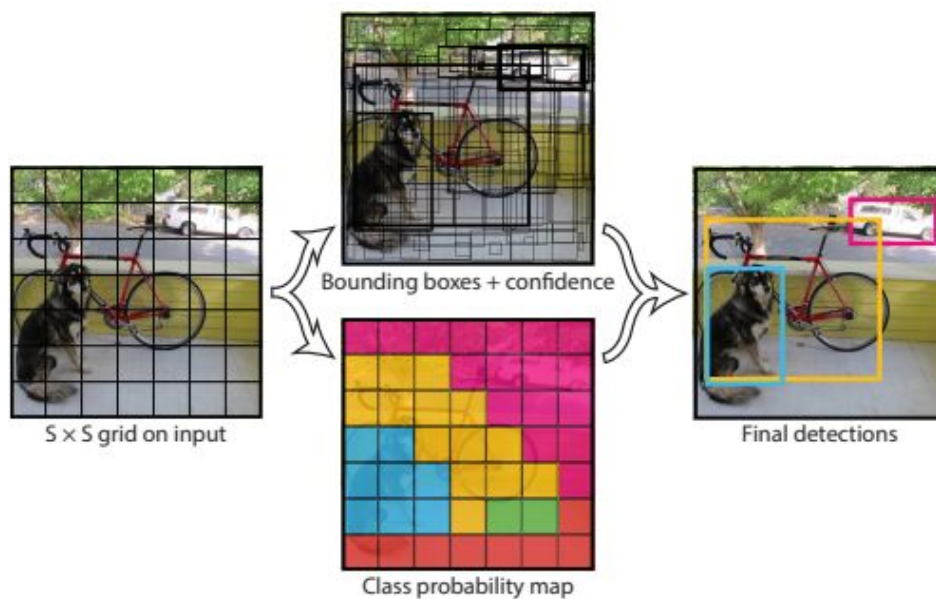 Bounding boxes + confidence
S × S grid on input
Final detections
Class probability map